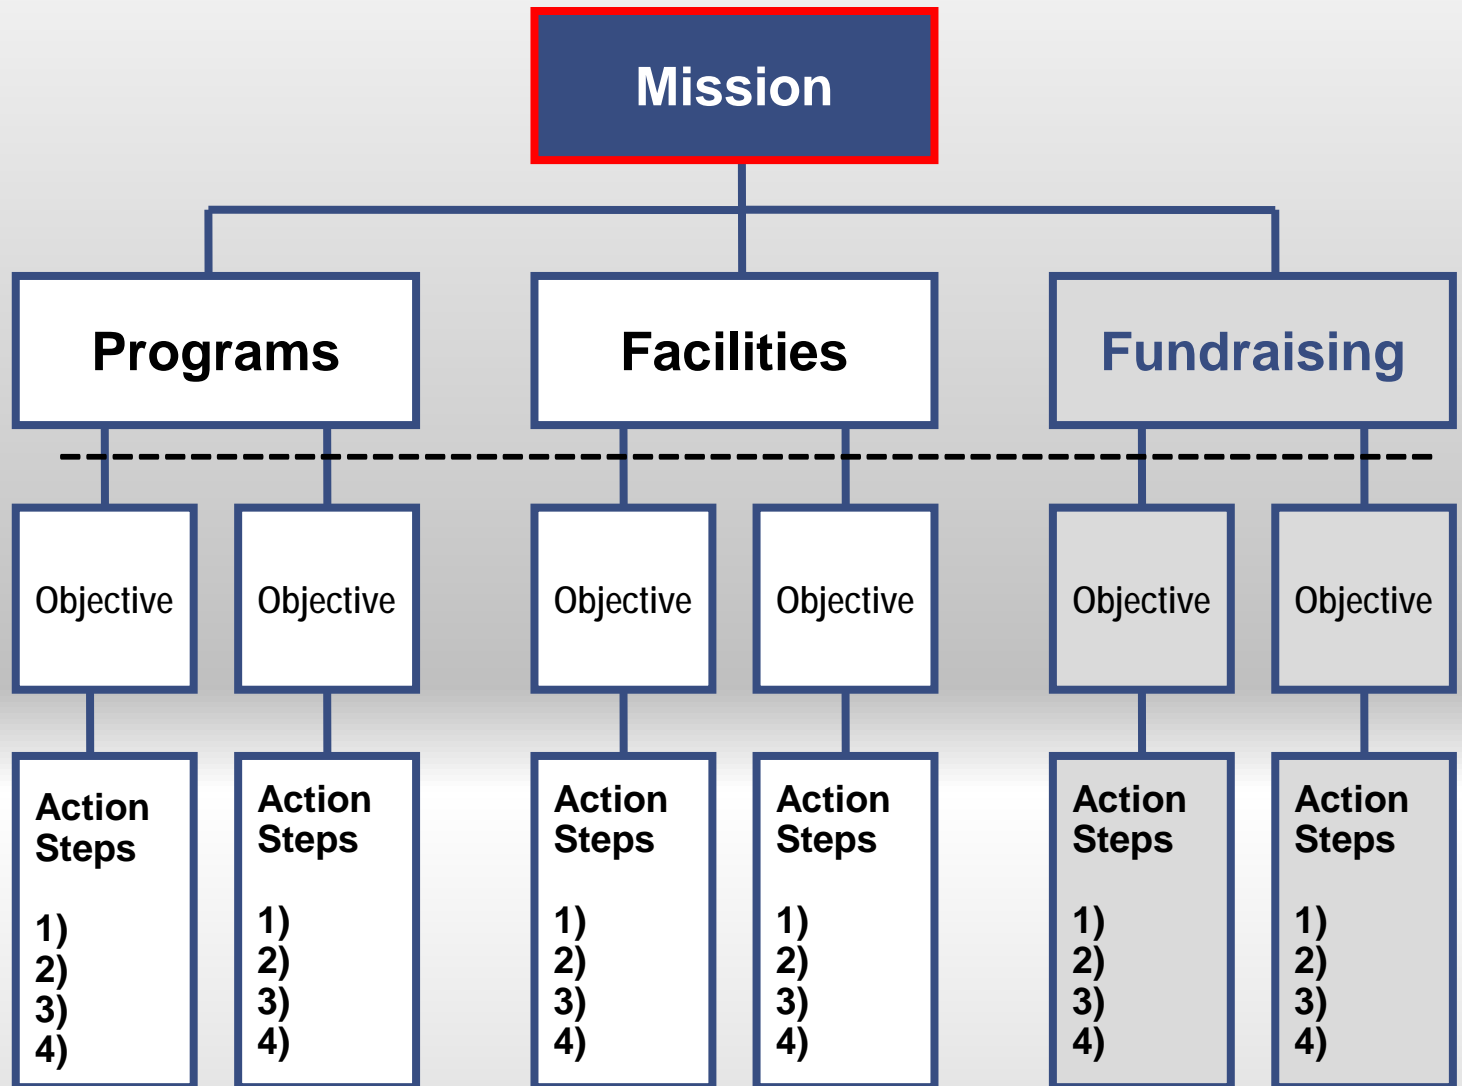 Mission
Programs
Facilities
Fundraising
Objective
Objective
Objective
Objective
Objective
Objective
Action
Steps
1)
2)
3)
4)
Action
Steps
1)
2)
3)
4)
Action
Steps
1)
2)
3)
4)
Action
Steps
1)
2)
3)
4)
Action
Steps
1)
2)
3)
4)
Action
Steps
1)
2)
3)
4)